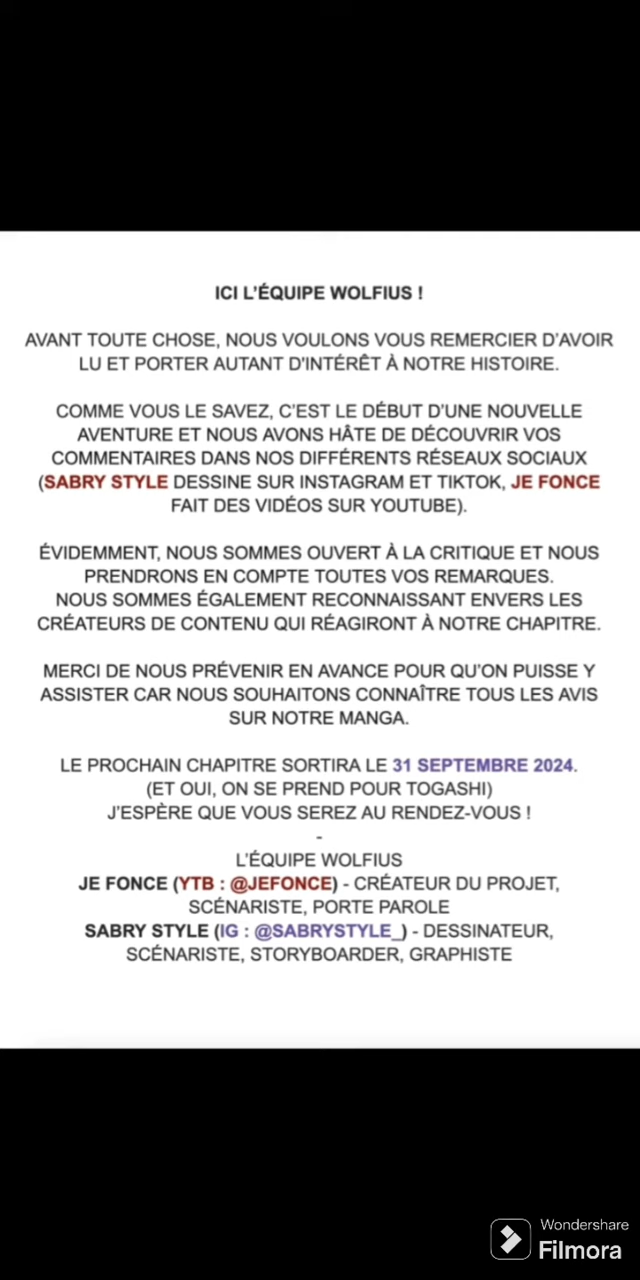 ICI L'ÉQUIPE WOLFIUS !
AVANT TOUTE CHOSE, NOUS VOULONS VOUS REMERCIER D'AVOIR
LU ET PORTER AUTANT D'INTÉRÊT À NOTRE HISTOIRE.
COMME VOUS LE SAVEZ, C'EST LE DÉBUT D'UNE NOUVELLE
AVENTURE ET NOUS AVONS HÂTE DE DÉCOUVRIR VOS
COMMENTAIRES DANS NOS DIFFÉRENTS RÉSEAUX SOCIAUX
(SABRY STYLE DESSINE SUR INSTAGRAM ET TIKTOK, JE FONCE
FAIT DES VIDÉOS SUR YOUTUBE).
ÉVIDEMMENT, NOUS SOMMES OUVERT À LA CRITIQUE ET NOUS
PRENDRONS EN COMPTE TOUTES VOS REMARQUES.
NOUS SOMMES ÉGALEMENT RECONNAISSANT ENVERS LES
CRÉATEURS DE CONTENU QUI RÉAGIRONT À NOTRE CHAPITRE.
MERCI DE NOUS PRÉVENIR EN AVANCE POUR QU'ON PUISSE Y
ASSISTER CAR NOUS SOUHAITONS CONNAÎTRE TOUS LES AVIS
SUR NOTRE MANGA.
LE PROCHAIN CHAPITRE SORTIRA LE 31 SEPTEMBRE 2024.
(ET OUI, ON SE PREND POUR TOGASHI)
J'ESPÈRE QUE VOUS SEREZ AU RENDEZ-VOUS !
-
L'ÉQUIPE WOLFIUS
JE FONCE (YTB : @JEFONCE) - CRÉATEUR DU PROJET,
SCÉNARISTE, PORTE PAROLE
SABRY STYLE (IG : @SABRYSTYLE_) - DESSINATEUR,
SCÉNARISTE, STORYBOARDER, GRAPHISTE
Wondershare
Filmora